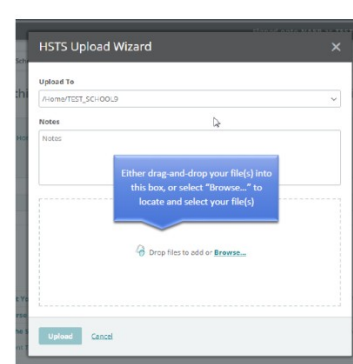 HSTS Upload Wizard
Upload To
/Home/TEST_SCHOOL9
Notes
Notes
Either drag-and-drop your file(s) into
this box, or select "Browse..." to
locate and select your file(s)
Drop files to add or Browse...
Upload Cancel